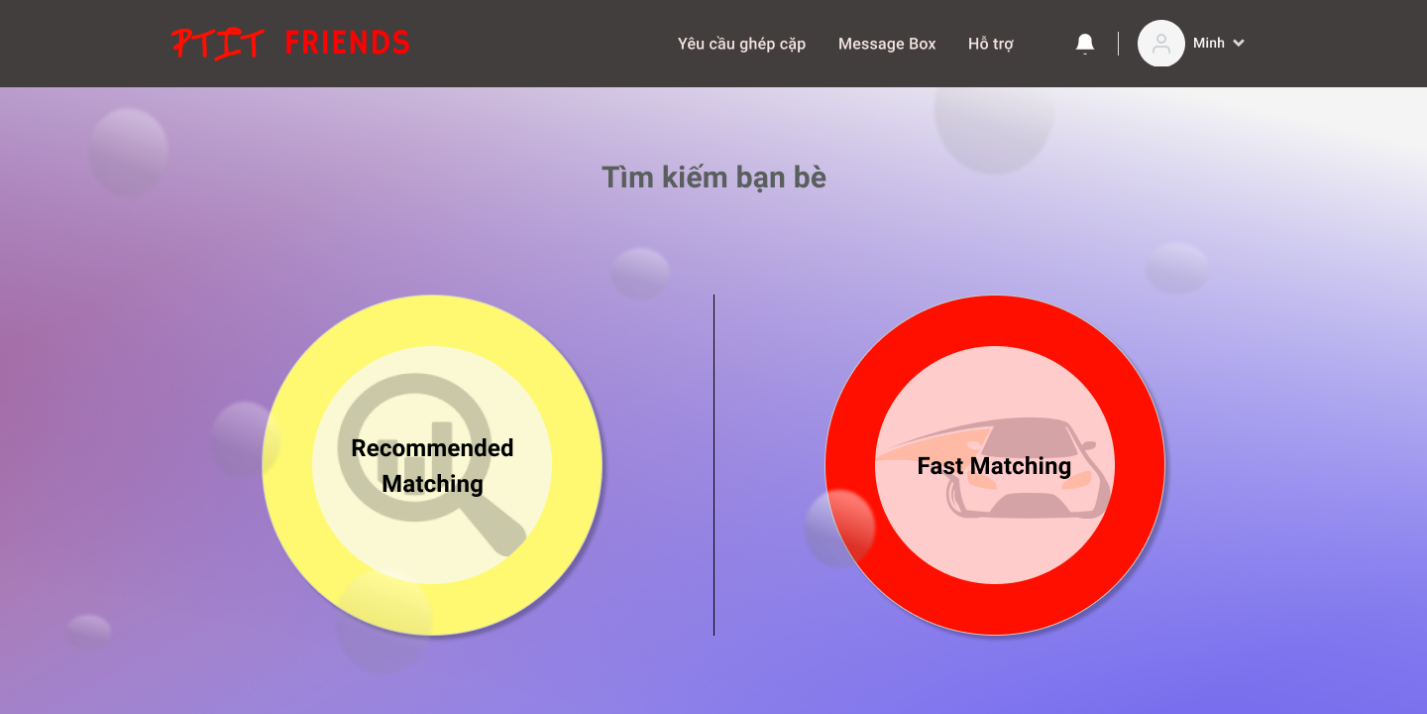 PTIT FRIENDS
Yêu cầu ghép cặp
Message Box
Hỗ trợ
Minh
Tìm kiếm bạn bè
Recommended
Matching
Fast Matching